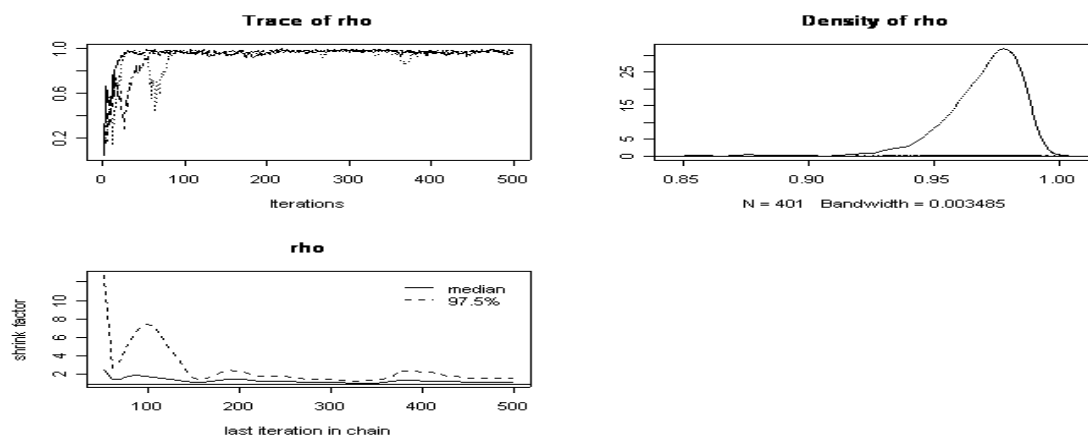 Trace of rho
1.0
0.6
0.2
0 100 200 300 400 500
Iterations
Density of rho
25
15
5
0
0.85 0.90 0.95 1.00
N = 401 Bandwidth = 0.003485
rho
shrink factor
10
8
6
4
2
median
97.5%
100 200 300 400 500
last iteration in chain